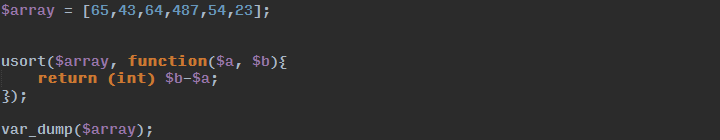 $array = [65,43,64,487,54,23];
usort($array, function($a, $b){
    return (int) $b-$a;
});
var_dump($array);